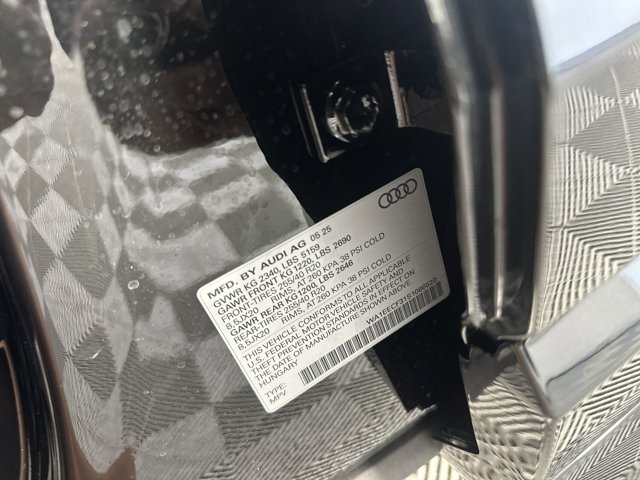 MFD. BY AUDI AG 05 25
GVWR KG 2340, LBS 5159
GAWR FRONT KG 1220, LBS 2690
FRONT-TIRES 255/40 R20
8,5JX20 RIMS, AT 260 KPA, 38 PSI COLD
GAWR REAR KG1200, LBS 2646
REAR-TIRES 255/40 R20
8,5JX20 RIMS, AT 260 KPA 38 PSI COLD
THIS VEHICLE CONFORMS TO ALL APPLICABLE
U.S. FEDERAL MOTOR VEHICLE SAFETY AND
THEFT PREVENTION STANDARDS IN EFFECT ON
THE DATE OF MANUFACTURE SHOWN ABOVE.
HUNGARY
TYPE:
MPV